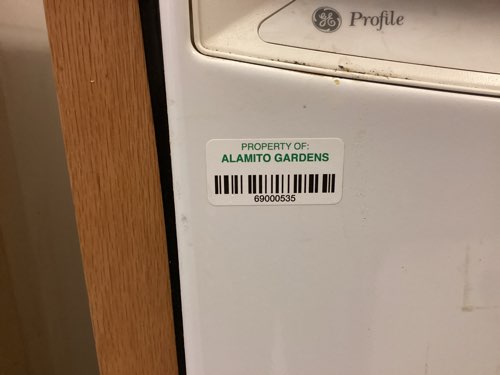 GE Profile
PROPERTY OF:
ALAMITO GARDENS
69000535